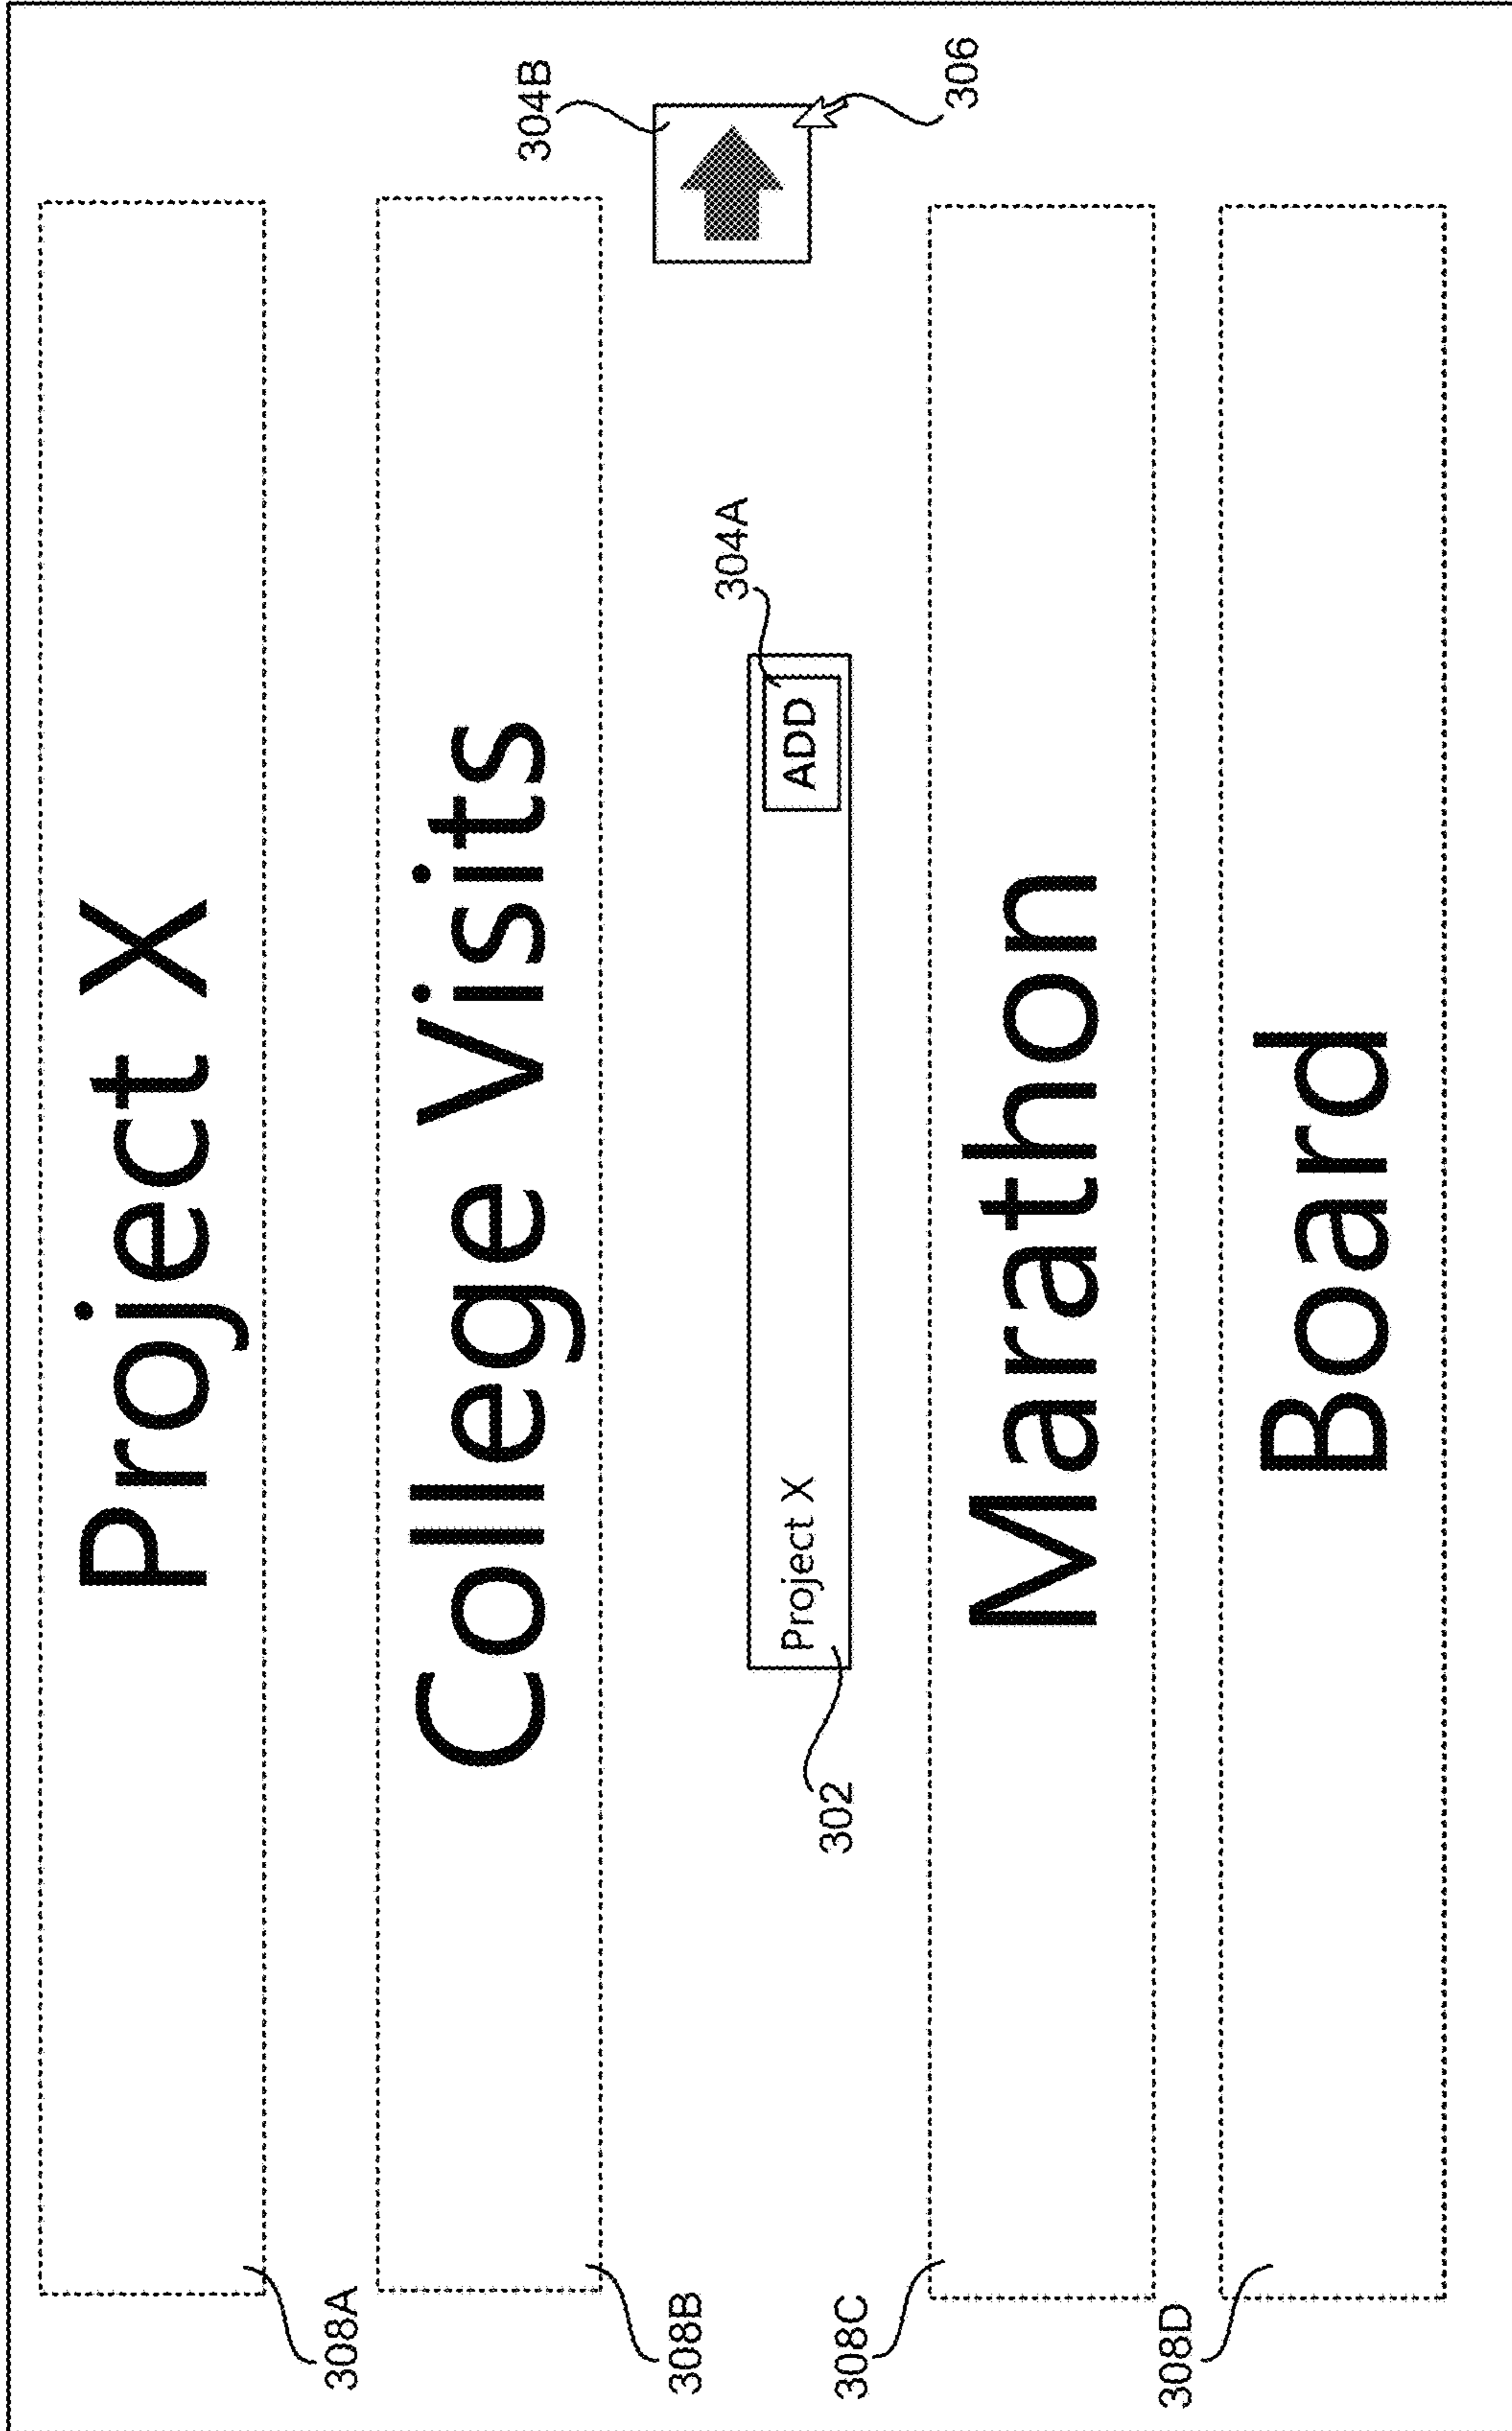 Project X
308A
College Visits
304B
308B
306
304A
Project X
ADD
302
Marathon
308C
Board
308D